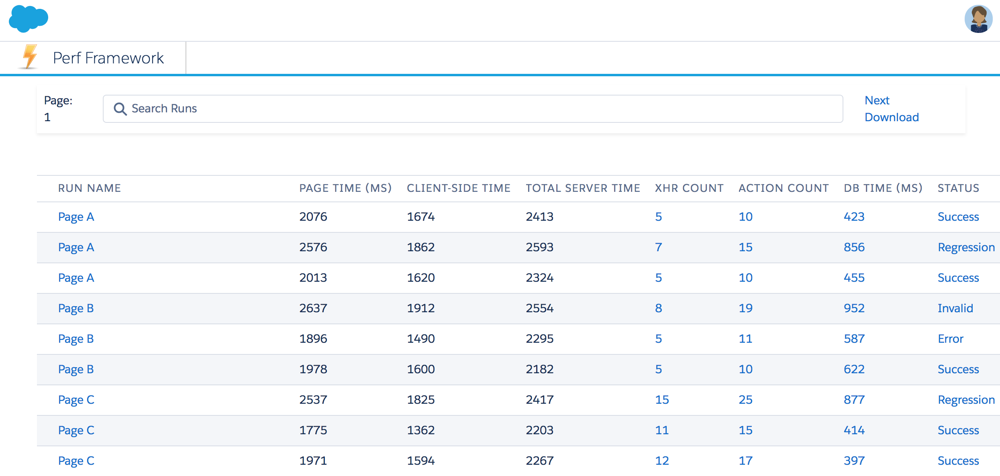 Perf Framework
Page:
1
Search Runs
Next
Download
RUN NAME PAGE TIME (MS) CLIENT-SIDE TIME TOTAL SERVER TIME XHR COUNT ACTION COUNT DB TIME (MS) STATUS
Page A 2076 1674 2413 5 10 423 Success
Page A 2576 1862 2593 7 15 856 Regression
Page A 2013 1620 2324 5 10 455 Success
Page B 2637 1912 2554 8 19 952 Invalid
Page B 1896 1490 2295 5 11 587 Error
Page B 1978 1600 2182 5 10 622 Success
Page C 2537 1825 2417 15 25 877 Regression
Page C 1775 1362 2203 11 15 414 Success
Page C 1971 1594 2267 12 17 397 Success